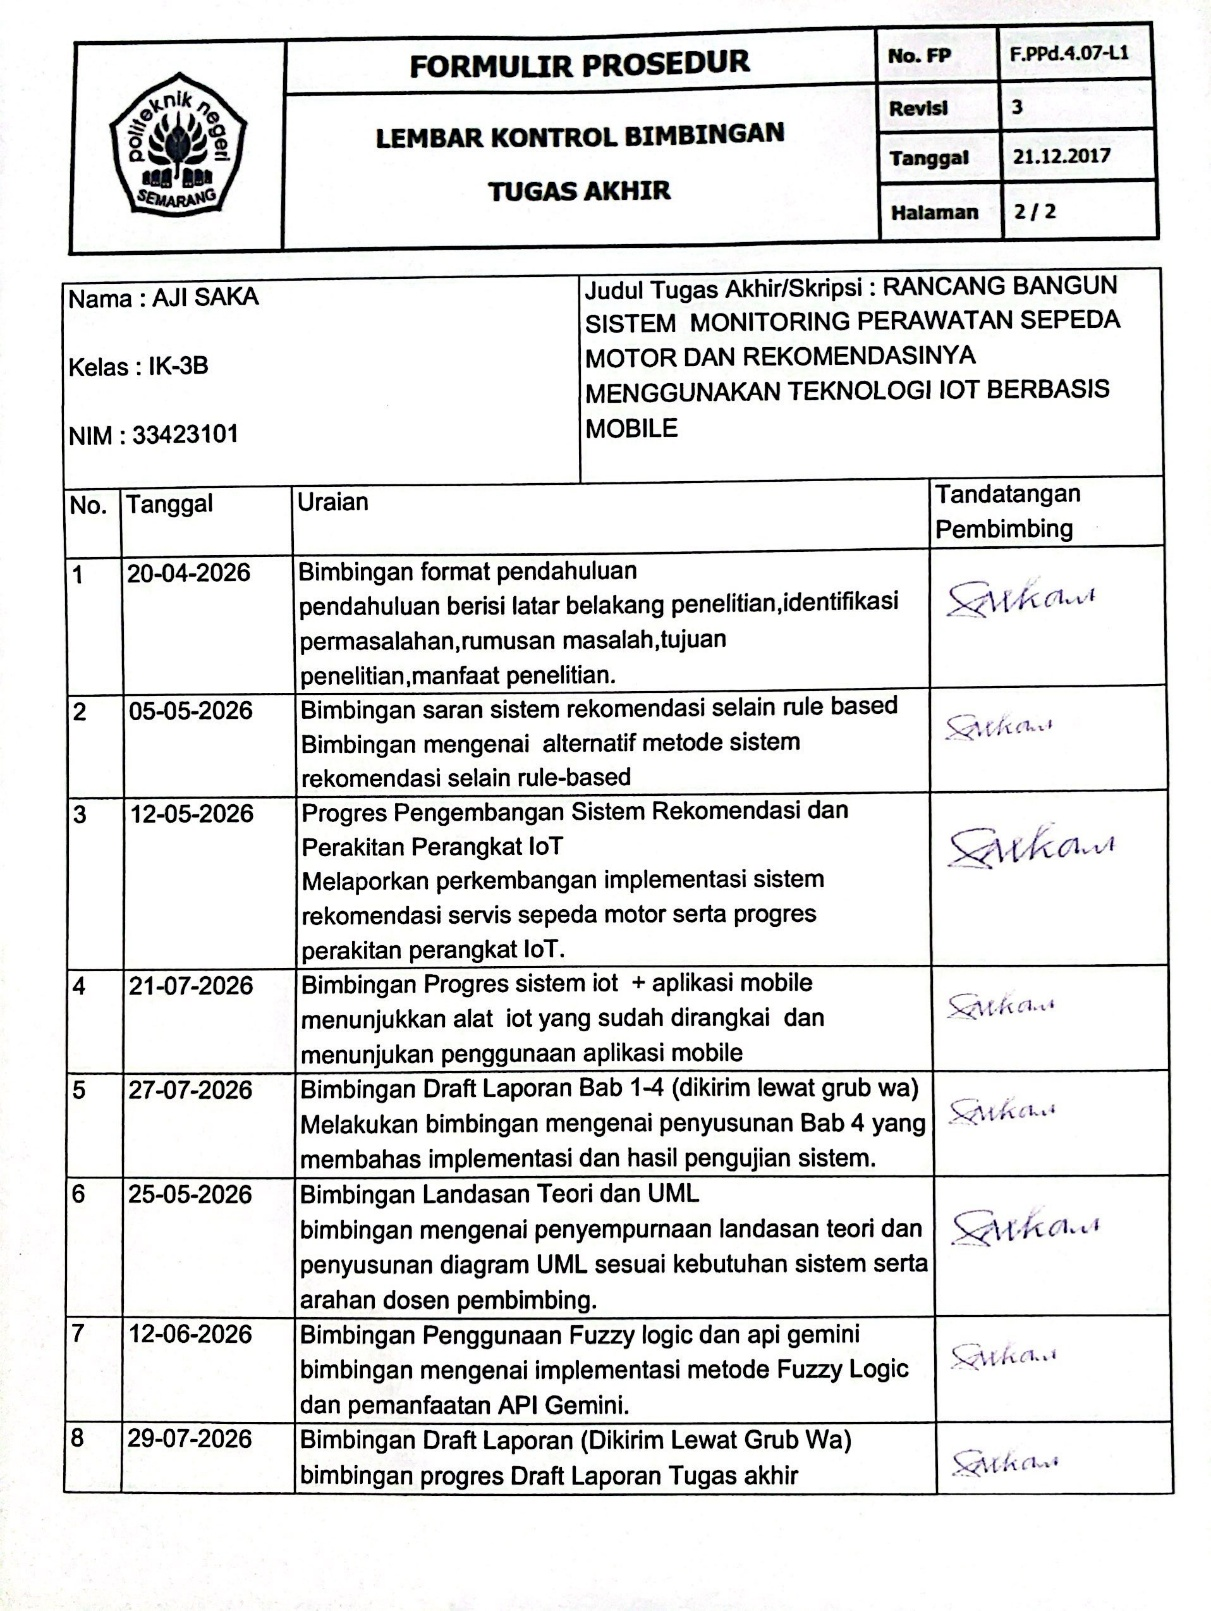 politeknik negeri
SEMARANG
FORMULIR PROSEDUR
LEMBAR KONTROL BIMBINGAN
TUGAS AKHIR
No. FP F.PPd.4.07-L1
Revisi 3
Tanggal 21.12.2017
Halaman 2 / 2
Nama : AJI SAKA
Kelas : IK-3B
NIM : 33423101
Judul Tugas Akhir/Skripsi : RANCANG BANGUN
SISTEM MONITORING PERAWATAN SEPEDA
MOTOR DAN REKOMENDASINYA
MENGGUNAKAN TEKNOLOGI IOT BERBASIS
MOBILE
No. Tanggal Uraian Tandatangan
Pembimbing
1 20-04-2026 Bimbingan format pendahuluan
pendahuluan berisi latar belakang penelitian,identifikasi
permasalahan,rumusan masalah,tujuan
penelitian,manfaat penelitian.
2 05-05-2026 Bimbingan saran sistem rekomendasi selain rule based
Bimbingan mengenai alternatif metode sistem
rekomendasi selain rule-based
3 12-05-2026 Progres Pengembangan Sistem Rekomendasi dan
Perakitan Perangkat IoT
Melaporkan perkembangan implementasi sistem
rekomendasi servis sepeda motor serta progres
perakitan perangkat IoT.
4 21-07-2026 Bimbingan Progres sistem iot + aplikasi mobile
menunjukkan alat iot yang sudah dirangkai dan
menunjukan penggunaan aplikasi mobile
5 27-07-2026 Bimbingan Draft Laporan Bab 1-4 (dikirim lewat grub wa)
Melakukan bimbingan mengenai penyusunan Bab 4 yang
membahas implementasi dan hasil pengujian sistem.
6 25-05-2026 Bimbingan Landasan Teori dan UML
bimbingan mengenai penyempurnaan landasan teori dan
penyusunan diagram UML sesuai kebutuhan sistem serta
arahan dosen pembimbing.
7 12-06-2026 Bimbingan Penggunaan Fuzzy logic dan api gemini
bimbingan mengenai implementasi metode Fuzzy Logic
dan pemanfaatan API Gemini.
8 29-07-2026 Bimbingan Draft Laporan (Dikirim Lewat Grub Wa)
bimbingan progres Draft Laporan Tugas akhir